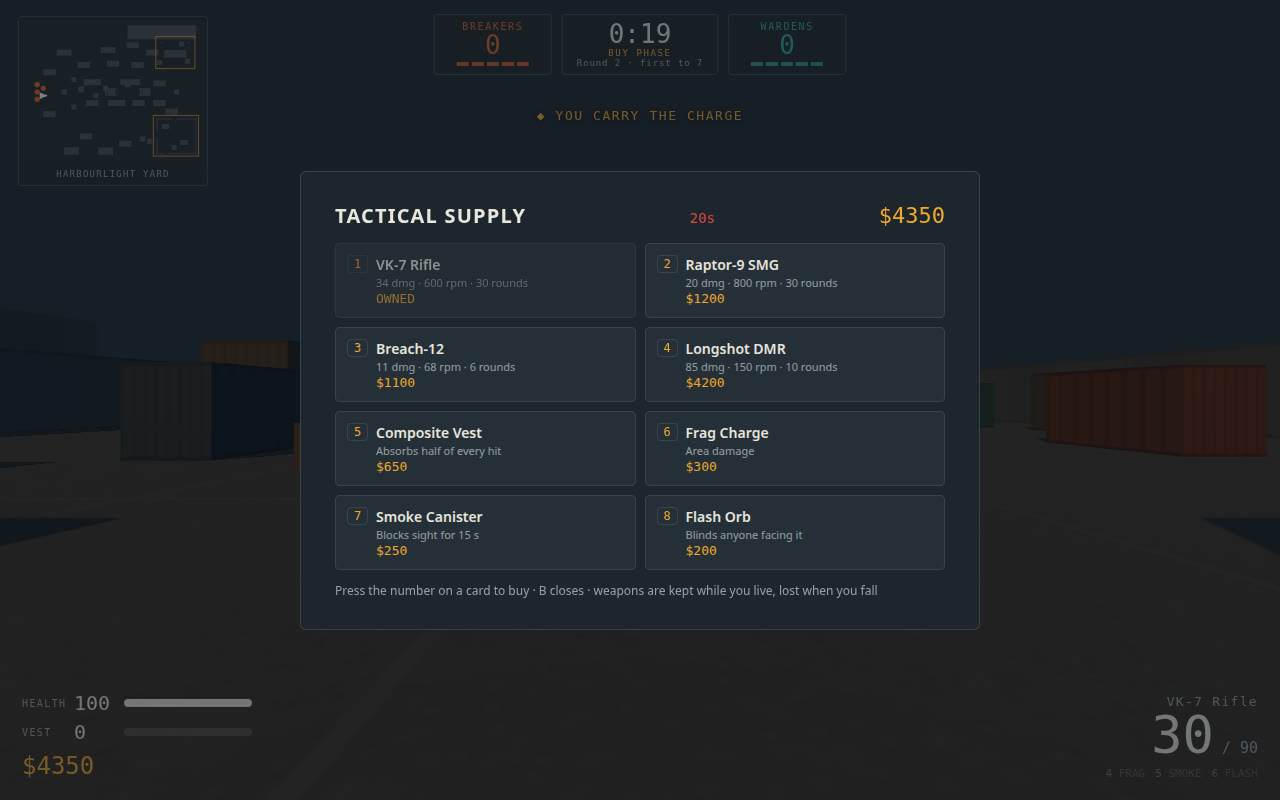 BREAKERS
0
0:19
BUY PHASE
Round 2 · first to 7
WARDENS
0
◆ YOU CARRY THE CHARGE
HARBOURLIGHT YARD
TACTICAL SUPPLY
20s
$4350
1 VK-7 Rifle
34 dmg · 600 rpm · 30 rounds
OWNED
2 Raptor-9 SMG
20 dmg · 800 rpm · 30 rounds
$1200
3 Breach-12
11 dmg · 68 rpm · 6 rounds
$1100
4 Longshot DMR
85 dmg · 150 rpm · 10 rounds
$4200
5 Composite Vest
Absorbs half of every hit
$650
6 Frag Charge
Area damage
$300
7 Smoke Canister
Blocks sight for 15 s
$250
8 Flash Orb
Blinds anyone facing it
$200
Press the number on a card to buy · B closes · weapons are kept while you live, lost when you fall
HEALTH 100
VEST 0
$4350
VK-7 Rifle
30 / 90
4 FRAG 5 SMOKE 6 FLASH